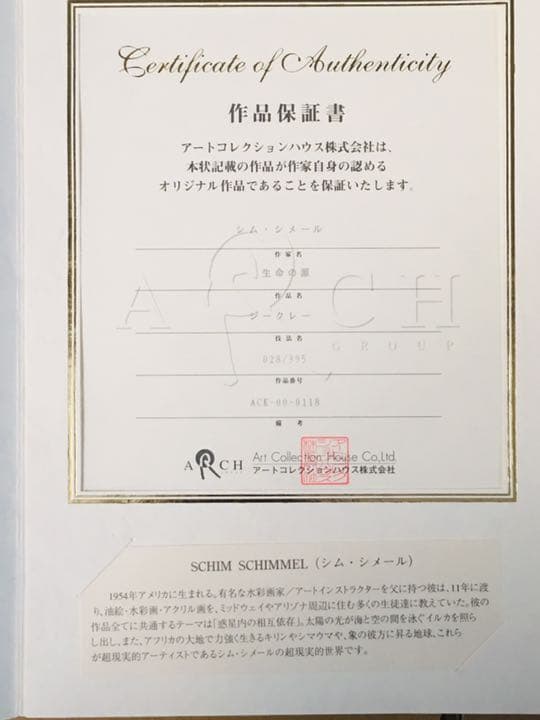 Certificate of Authenticity
作品保証書
アートコレクションハウス株式会社は、
本状記載の作品が作家自身の認める
オリジナル作品であることを保証いたします。
シム・シメール
作家名
生命の源
作品名
ジークレー
技法名
028/395
作品番号
ACK-00-0118
備考
ARCH
GROUP
ARCH Art Collection House Co.,Ltd.
アートコレクションハウス株式会社
SCHIM SCHIMMEL（シム・シメール）
1954年アメリカに生まれる。有名な水彩画家／アートインストラクターを父に持つ彼は、11年に渡
り、油絵・水彩画・アクリル画を、ミッドウェイやアリゾナ周辺に住む多くの生徒達に教えていた。彼の
作品全てに共通するテーマは「惑星内の相互依存」。太陽の光が海と空の間を泳ぐイルカを照ら
し出し、また、アフリカの大地で力強く生きるキリンやシマウマや、象の彼方に昇る地球、これら
が超現実的アーティストであるシム・シメールの超現実的世界です。